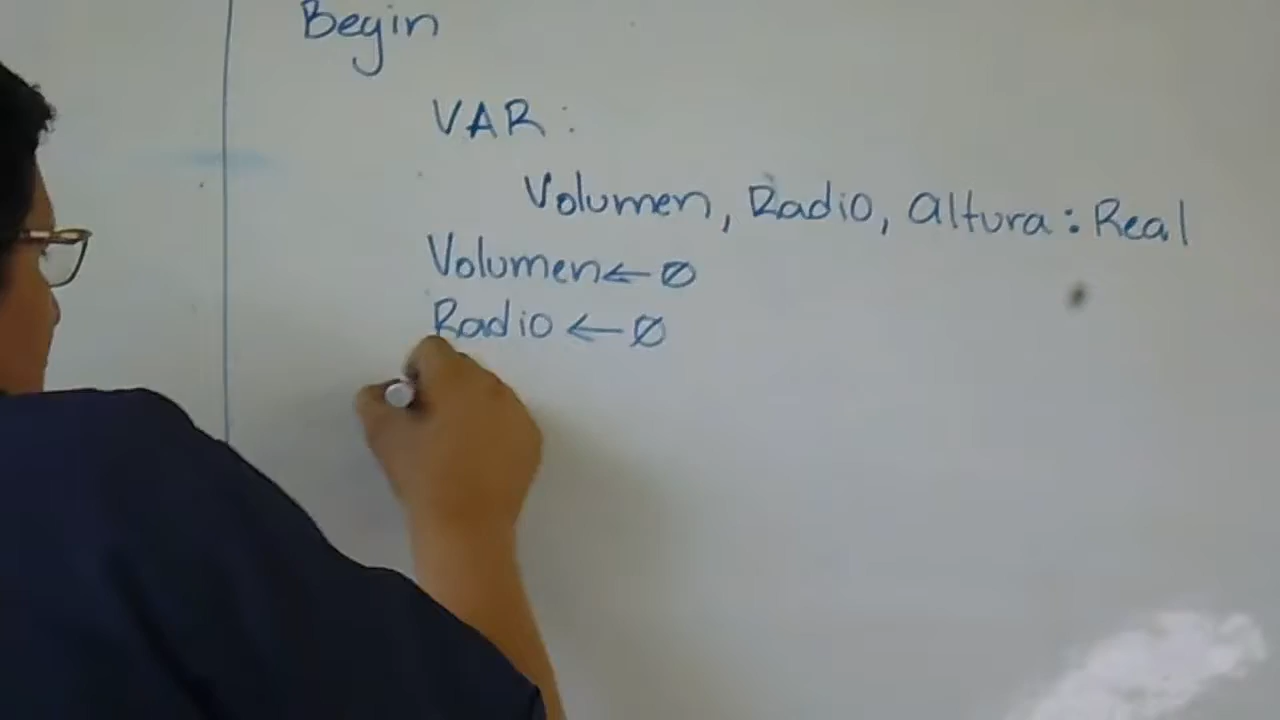 Begin
VAR:
Volumen, Radio, altura: Real
Volumen ← Ø
Radio ← Ø